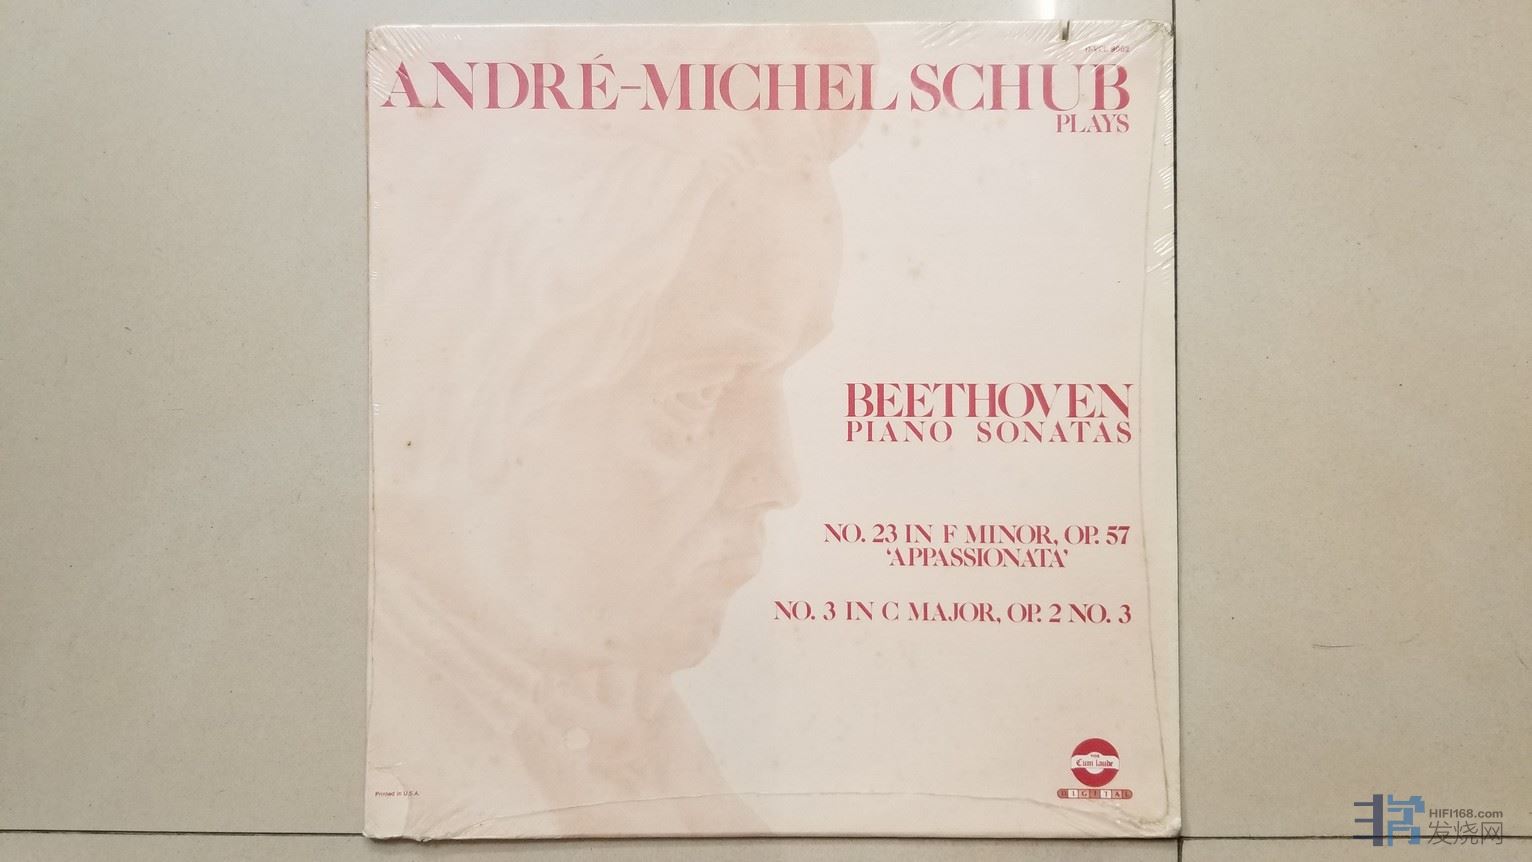 ANDRÉ-MICHEL SCHUB
PLAYS
BEETHOVEN
PIANO SONATAS
NO. 23 IN F MINOR, OP. 57
‘APPASSIONATA’
NO. 3 IN C MAJOR, OP. 2 NO. 3
Cum laude
DIGITAL
Printed in U.S.A.
HIFI168.com
发烧网